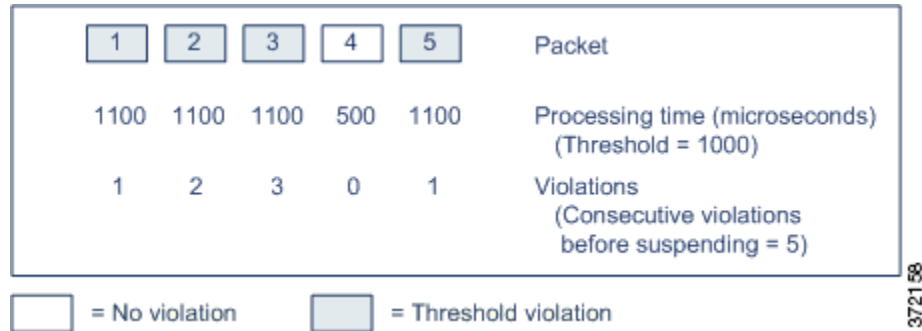 1 2 3 4 5 Packet
1100 1100 1100 500 1100 Processing time (microseconds)
(Threshold = 1000)
1 2 3 0 1 Violations
(Consecutive violations
before suspending = 5)
= No violation = Threshold violation
372158